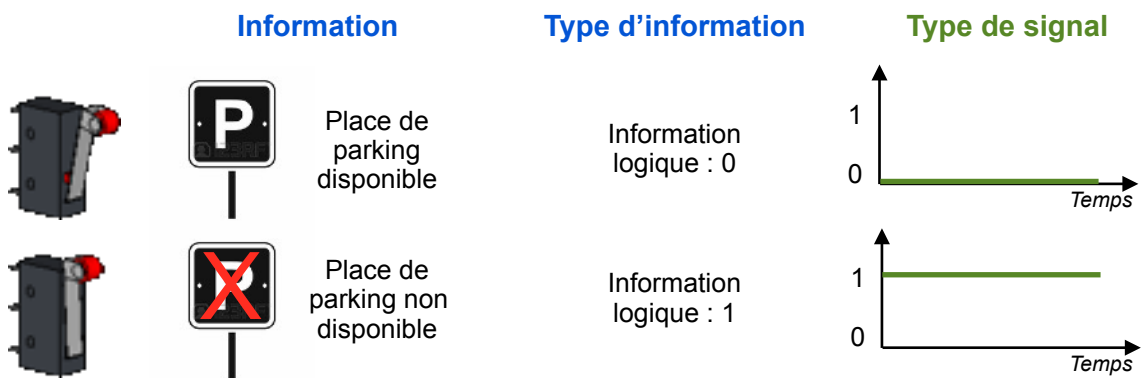 Information
Type d’information
Type de signal
P
Place de
parking
disponible
Information
logique : 0
1
0
Temps
P
Place de
parking non
disponible
Information
logique : 1
1
0
Temps